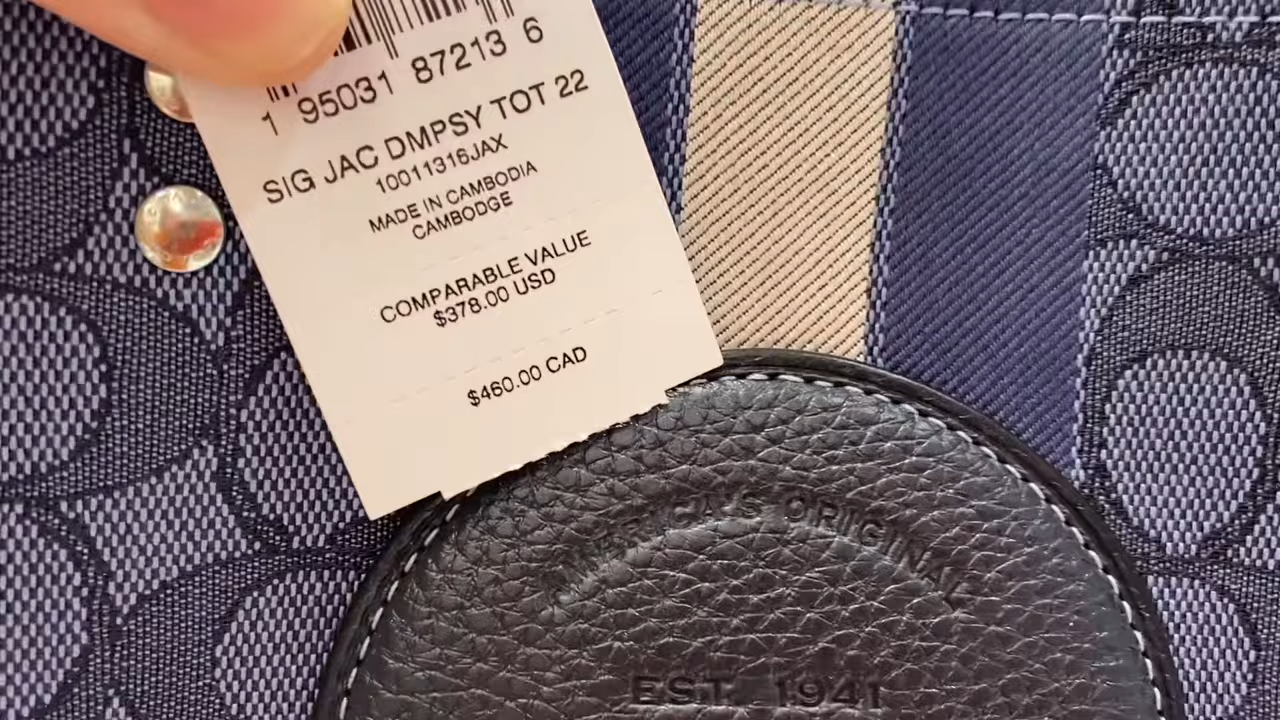 1 95031 87213 6
SIG JAC DMPSY TOT 22
10011316JAX
MADE IN CAMBODIA
CAMBODGE
COMPARABLE VALUE
$378.00 USD
$460.00 CAD
AMERICA'S ORIGINAL
EST. 1941